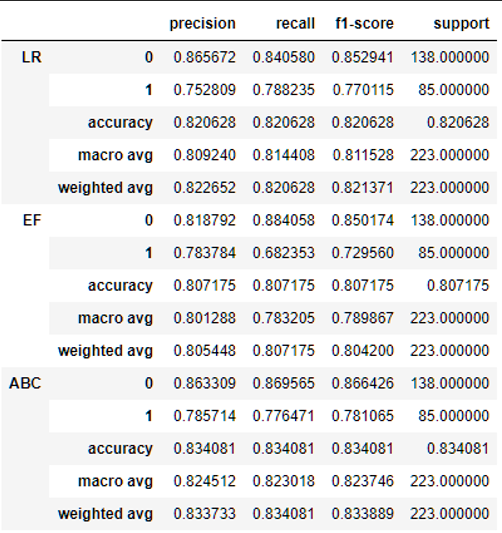 precision recall f1-score support
LR 0 0.865672 0.840580 0.852941 138.000000
1 0.752809 0.788235 0.770115 85.000000
accuracy 0.820628 0.820628 0.820628 0.820628
macro avg 0.809240 0.814408 0.811528 223.000000
weighted avg 0.822652 0.820628 0.821371 223.000000
EF 0 0.818792 0.884058 0.850174 138.000000
1 0.783784 0.682353 0.729560 85.000000
accuracy 0.807175 0.807175 0.807175 0.807175
macro avg 0.801288 0.783205 0.789867 223.000000
weighted avg 0.805448 0.807175 0.804200 223.000000
ABC 0 0.863309 0.869565 0.866426 138.000000
1 0.785714 0.776471 0.781065 85.000000
accuracy 0.834081 0.834081 0.834081 0.834081
macro avg 0.824512 0.823018 0.823746 223.000000
weighted avg 0.833733 0.834081 0.833889 223.000000